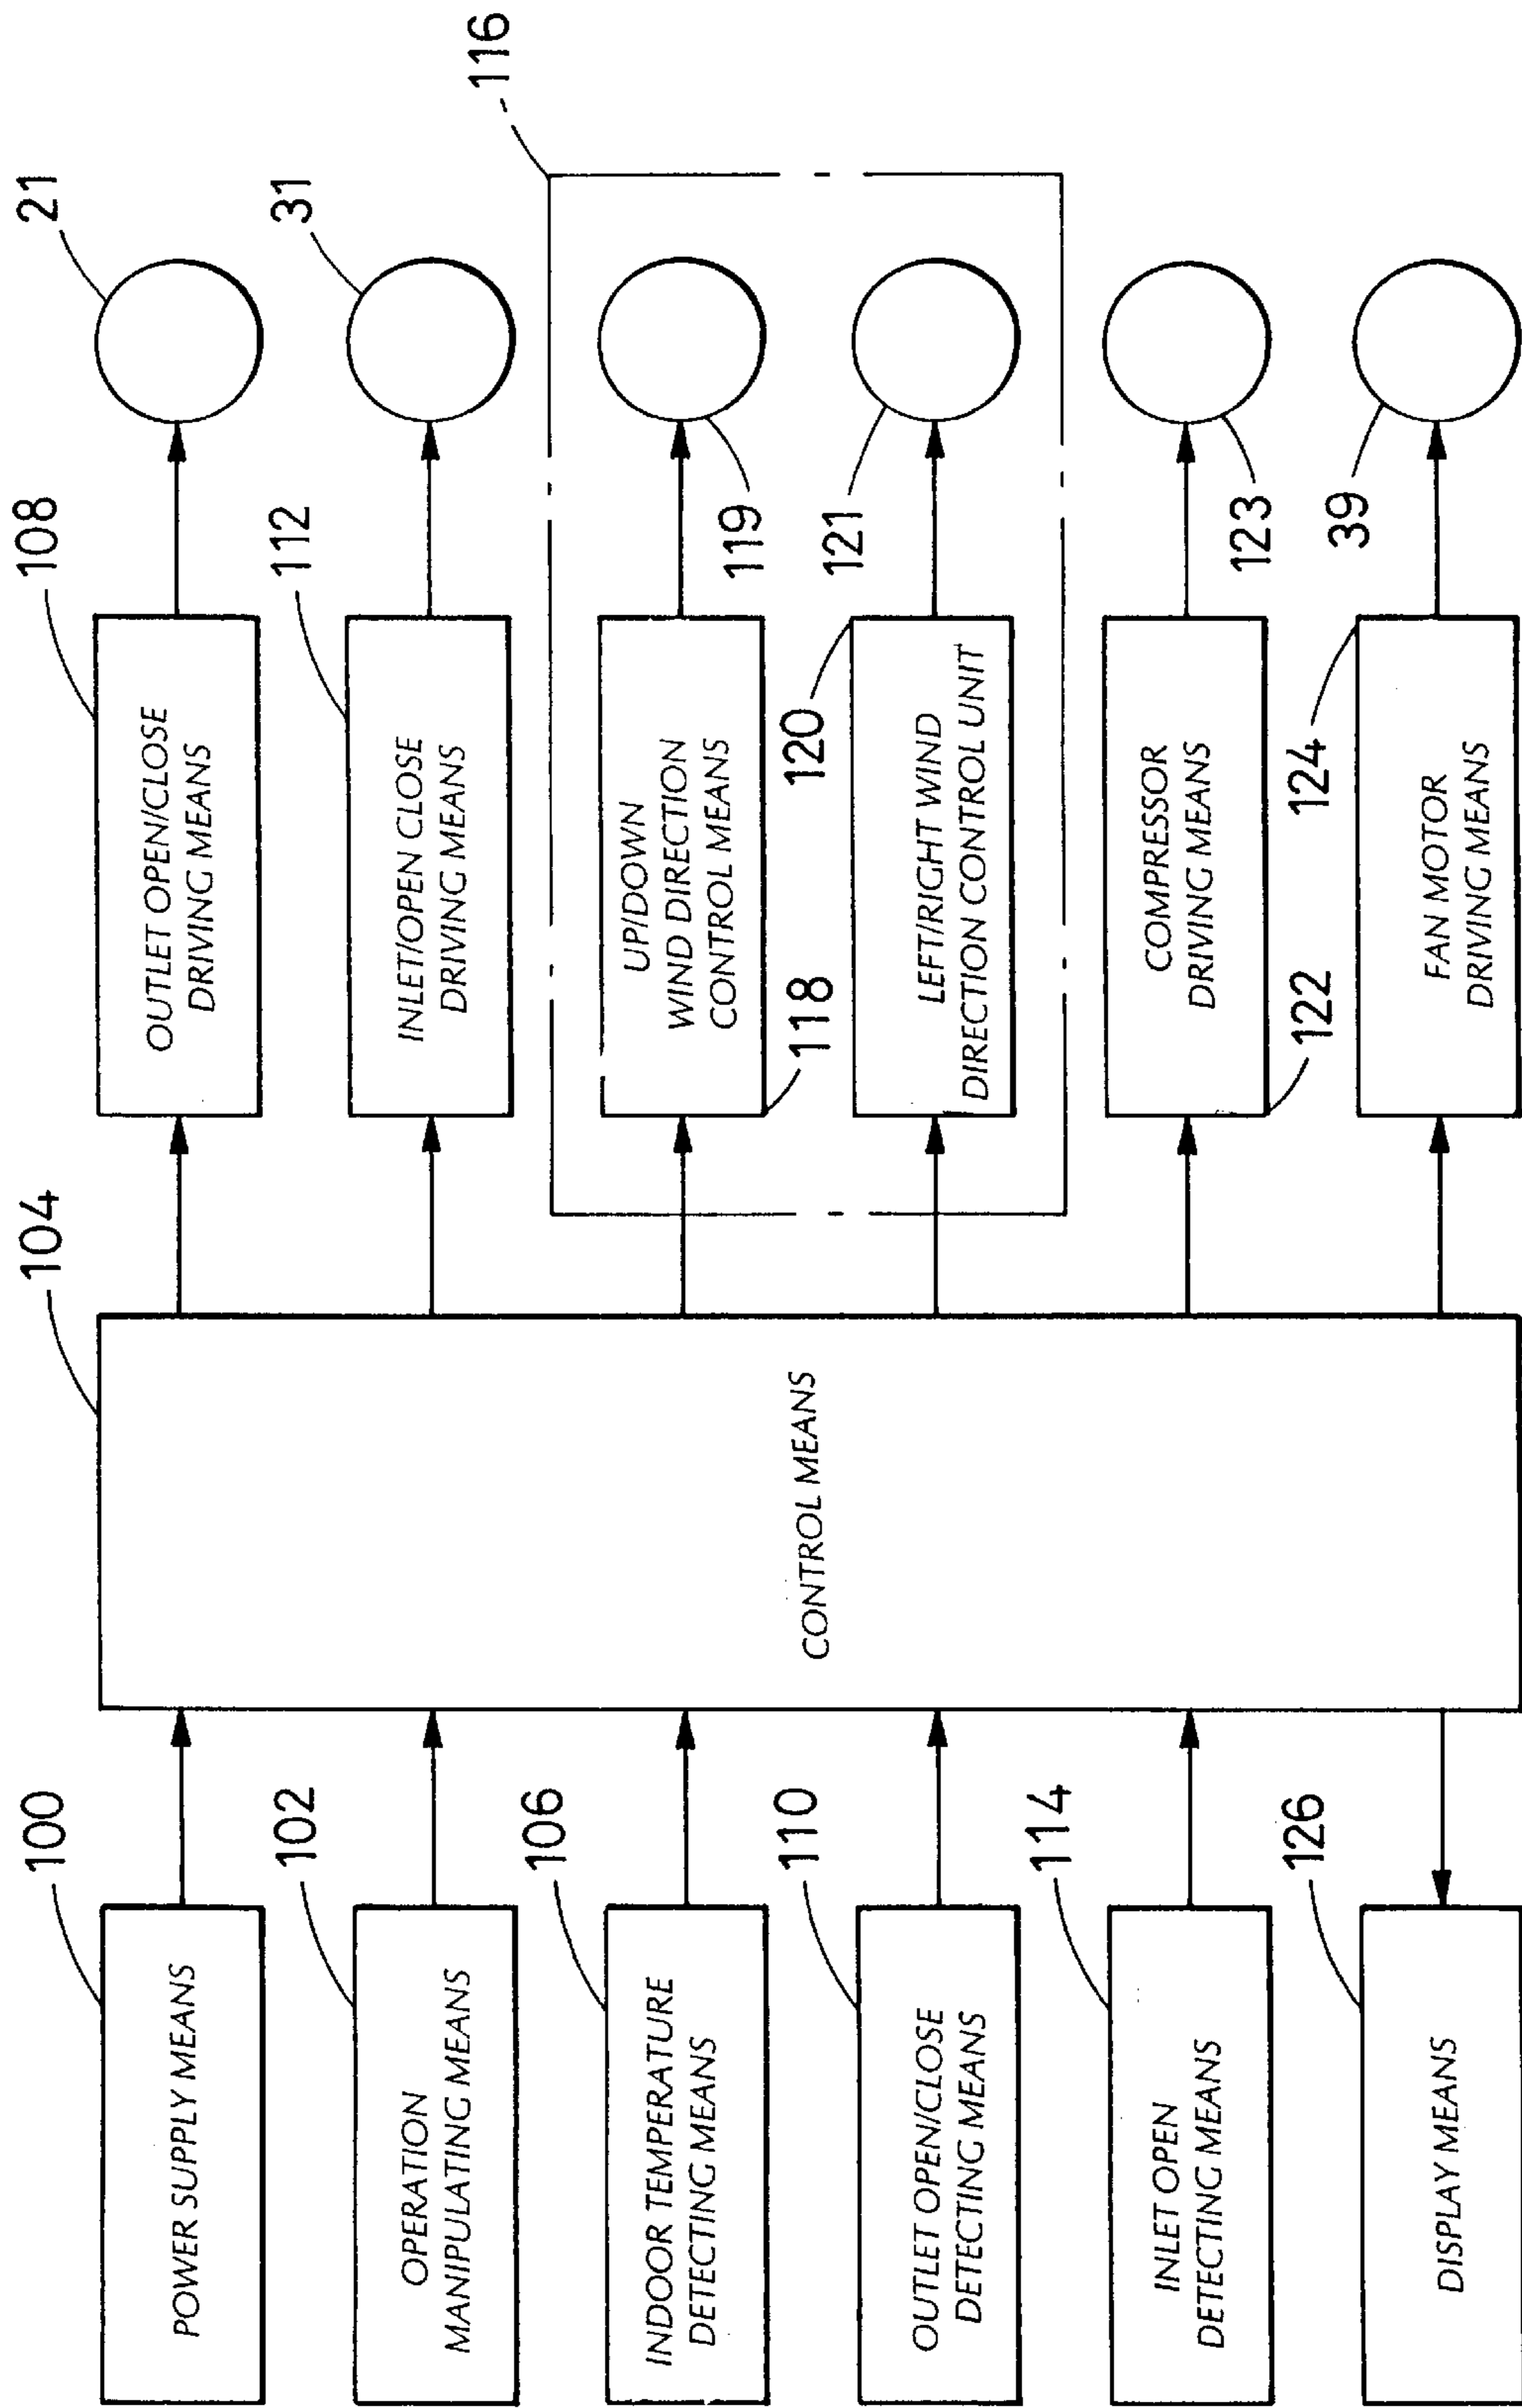 100
POWER SUPPLY MEANS
102
OPERATION
MANIPULATING MEANS
106
INDOOR TEMPERATURE
DETECTING MEANS
110
OUTLET OPEN/CLOSE
DETECTING MEANS
114
INLET OPEN
DETECTING MEANS
126
DISPLAY MEANS
104
CONTROL MEANS
108
OUTLET OPEN/CLOSE
DRIVING MEANS
21
112
INLET/OPEN CLOSE
DRIVING MEANS
31
116
UP/DOWN
WIND DIRECTION
CONTROL MEANS
118
119
120
LEFT/RIGHT WIND
DIRECTION CONTROL UNIT
121
COMPRESSOR
DRIVING MEANS
122
123
124
FAN MOTOR
DRIVING MEANS
39